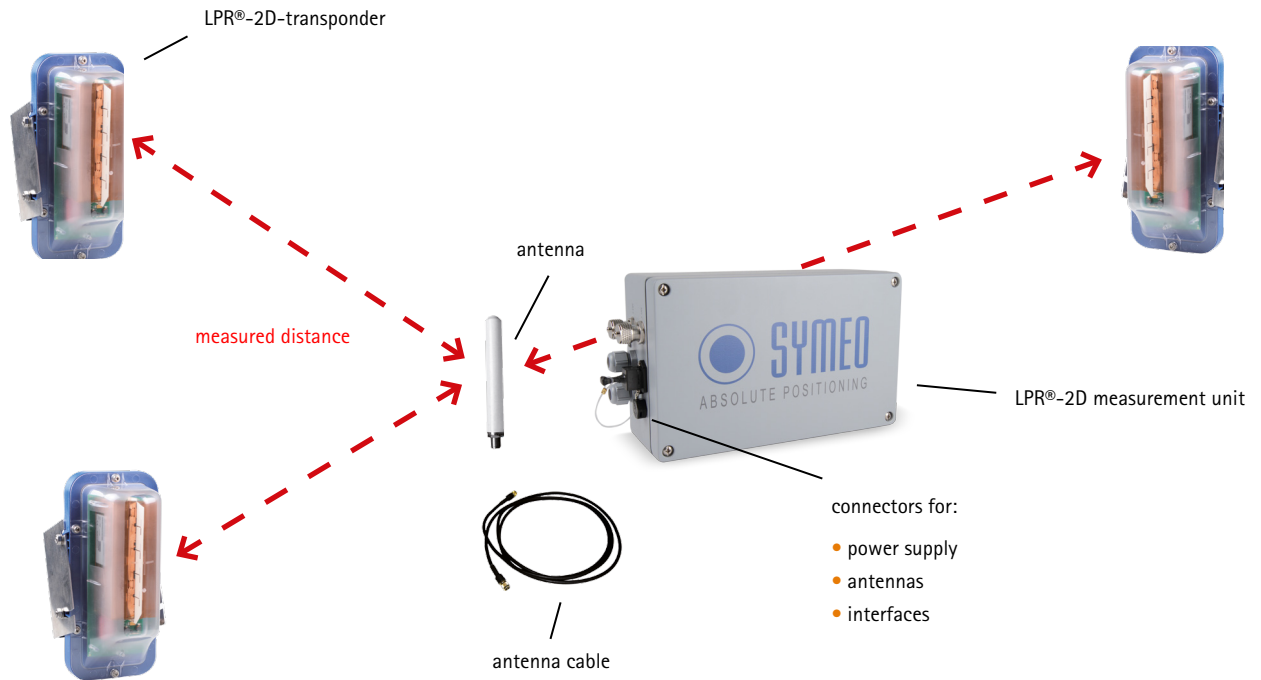 LPR®-2D-transponder
antenna
measured distance
SYMEO
ABSOLUTE POSITIONING
LPR®-2D measurement unit
connectors for:
• power supply
• antennas
• interfaces
antenna cable